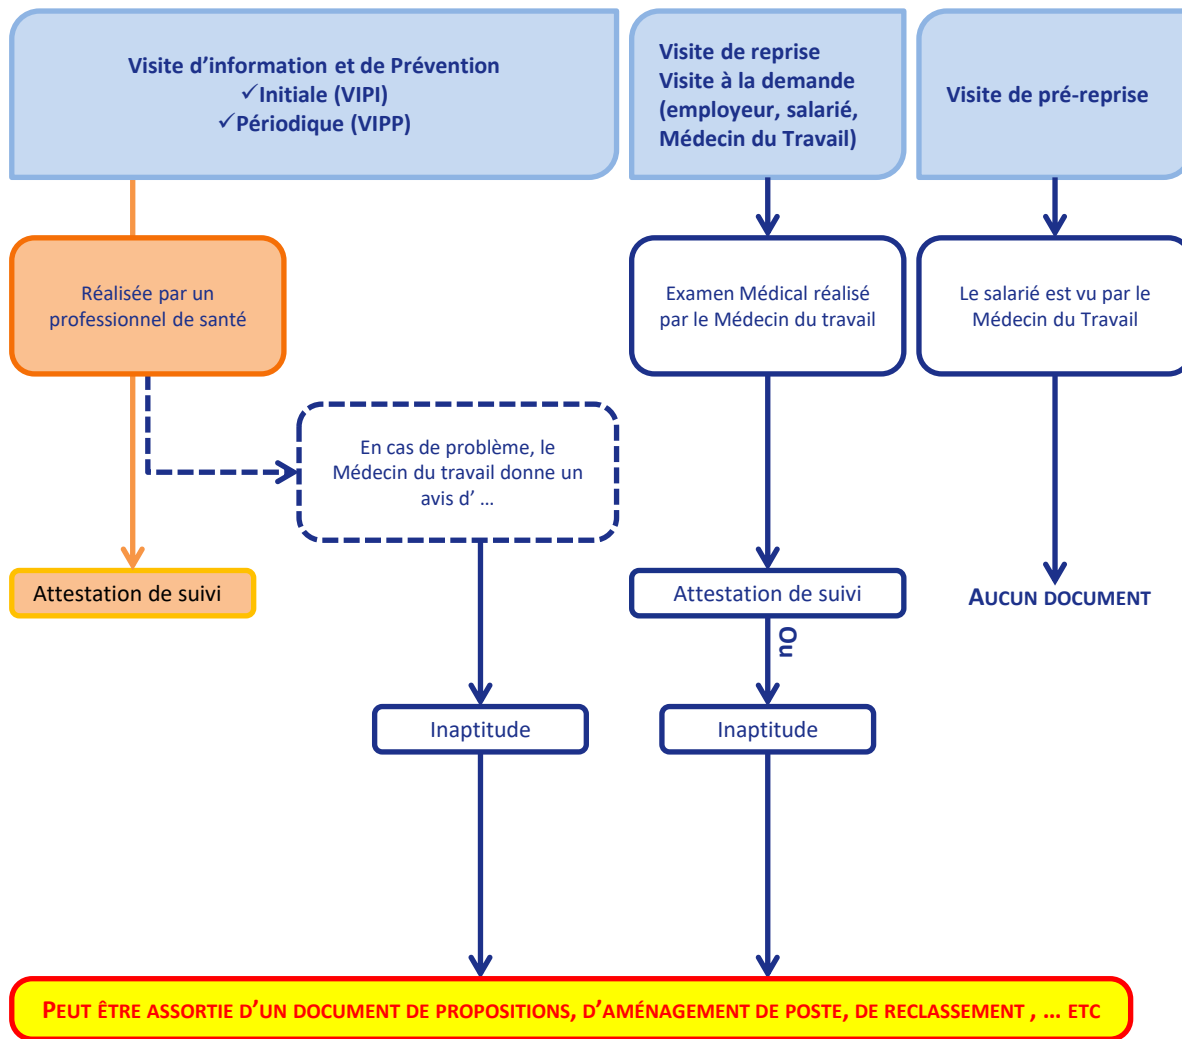 Visite d’information et de Prévention
✓Initiale (VIPI)
✓Périodique (VIPP)
Visite de reprise
Visite à la demande
(employeur, salarié,
Médecin du Travail)
Visite de pré-reprise
Réalisée par un
professionnel de santé
Examen Médical réalisé
par le Médecin du travail
Le salarié est vu par le
Médecin du Travail
En cas de problème, le
Médecin du travail donne un
avis d’ ...
Attestation de suivi
Attestation de suivi
AUCUN DOCUMENT
Ou
Inaptitude
Inaptitude
PEUT ÊTRE ASSORTIE D’UN DOCUMENT DE PROPOSITIONS, D’AMÉNAGEMENT DE POSTE, DE RECLASSEMENT , ... ETC